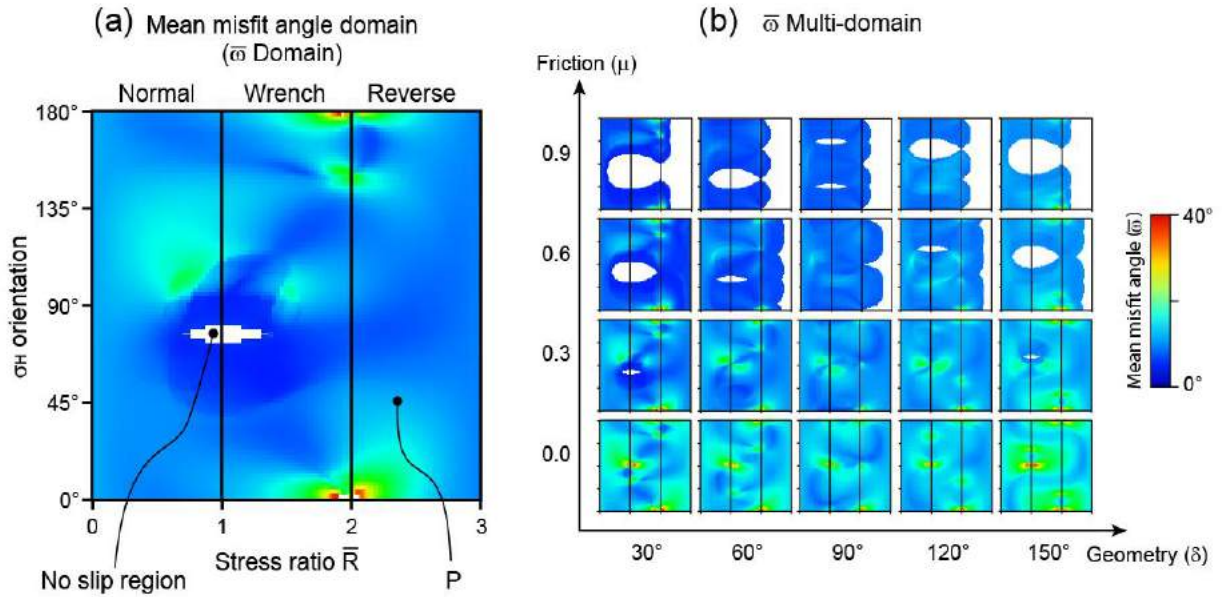 (a) Mean misfit angle domain
(ϖ Domain)
Normal Wrench Reverse
180°
135°
90°
45°
0°
σH orientation
0 1 2 3
Stress ratio R̅
No slip region
P
(b) ϖ Multi-domain
Friction (μ)
0.9
0.6
0.3
0.0
30° 60° 90° 120° 150° Geometry (δ)
40°
0°
Mean misfit angle (ϖ)